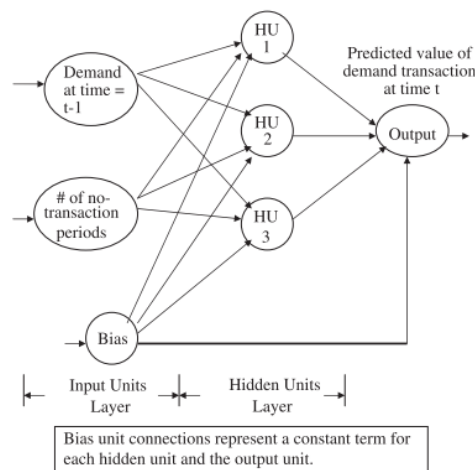 HU
1
Predicted value of
demand transaction
at time t
Demand
at time =
t-1
HU
2
Output
# of no-
transaction
periods
HU
3
Bias
Input Units
Layer
Hidden Units
Layer
Bias unit connections represent a constant term for
each hidden unit and the output unit.